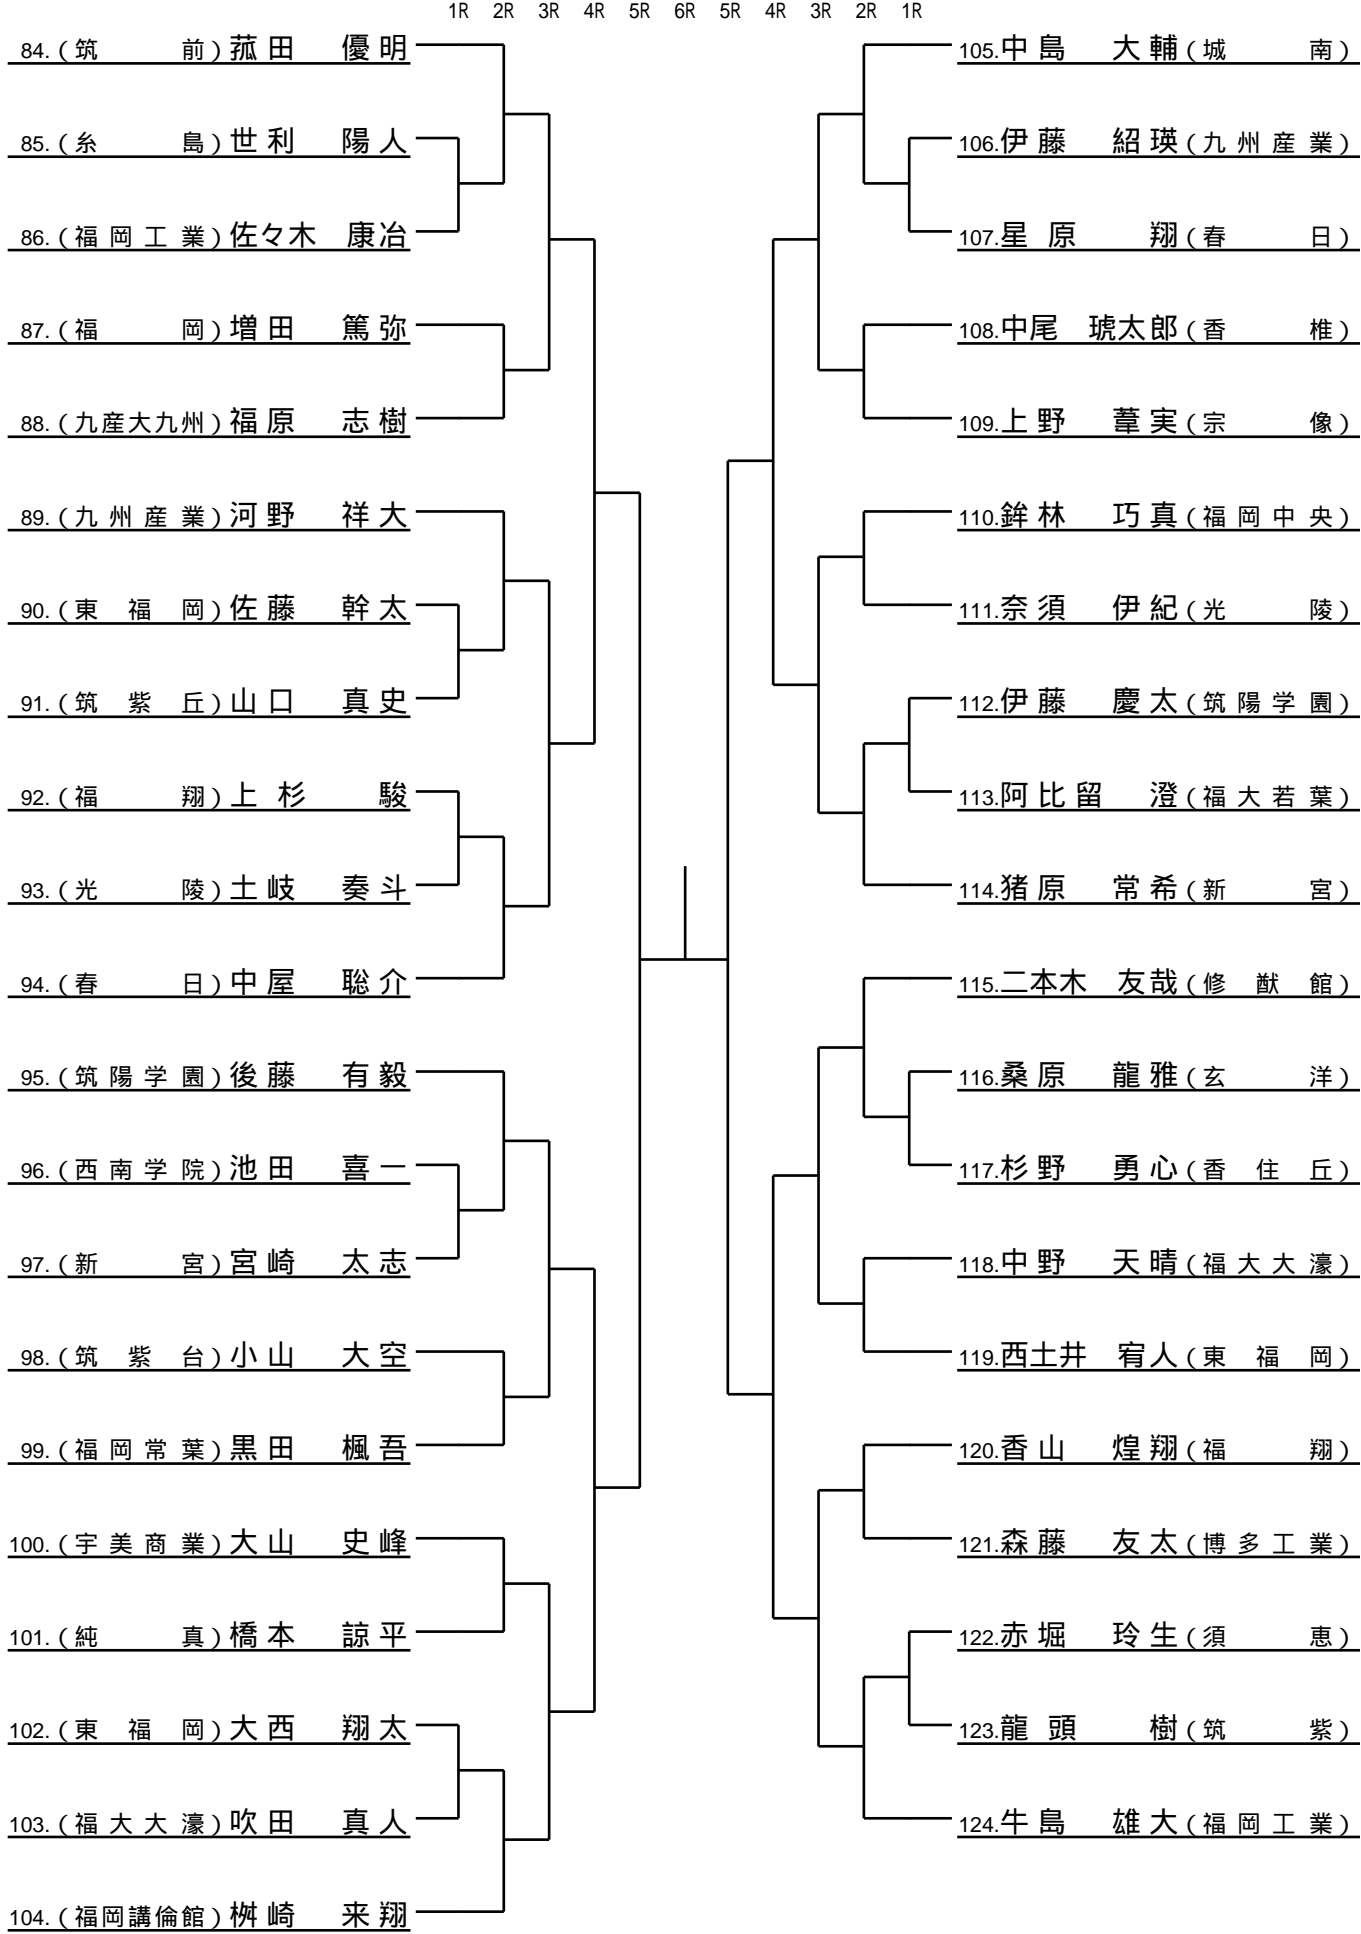 1R 2R 3R 4R 5R 6R 5R 4R 3R 2R 1R
84.(筑前)菰田 優明
85.(糸島)世利 陽人
86.(福岡工業)佐々木 康冶
87.(福岡)増田 篤弥
88.(九産大九州)福原 志樹
89.(九州産業)河野 祥大
90.(東福岡)佐藤 幹太
91.(筑紫丘)山口 真史
92.(福翔)上杉 駿
93.(光陵)土岐 奏斗
94.(春日)中屋 聡介
95.(筑陽学園)後藤 有毅
96.(西南学院)池田 喜一
97.(新宮)宮崎 太志
98.(筑紫台)小山 大空
99.(福岡常葉)黒田 楓吾
100.(宇美商業)大山 史峰
101.(純真)橋本 諒平
102.(東福岡)大西 翔太
103.(福大大濠)吹田 真人
104.(福岡講倫館)桝崎 来翔
105.中島 大輔(城南)
106.伊藤 紹瑛(九州産業)
107.星原 翔(春日)
108.中尾 琥太郎(香椎)
109.上野 葦実(宗像)
110.鉾林 巧真(福岡中央)
111.奈須 伊紀(光陵)
112.伊藤 慶太(筑陽学園)
113.阿比留 澄(福大若葉)
114.猪原 常希(新宮)
115.二本木 友哉(修猷館)
116.桑原 龍雅(玄洋)
117.杉野 勇心(香住丘)
118.中野 天晴(福大大濠)
119.西土井 宥人(東福岡)
120.香山 煌翔(福翔)
121.森藤 友太(博多工業)
122.赤堀 玲生(須恵)
123.龍頭 樹(筑紫)
124.牛島 雄大(福岡工業)